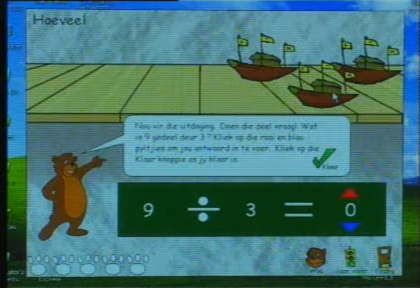 Hoeveel
Nou vir die uitdaging. Doen die deel vraag! Wat
is 9 gedeel deur 3? Kliek op die rooi en blou
pyltjies om jou antwoord in te voer. Kliek op die
Klaar knoppie as jy klaar is.
Klaar
9 ÷ 3 = 0